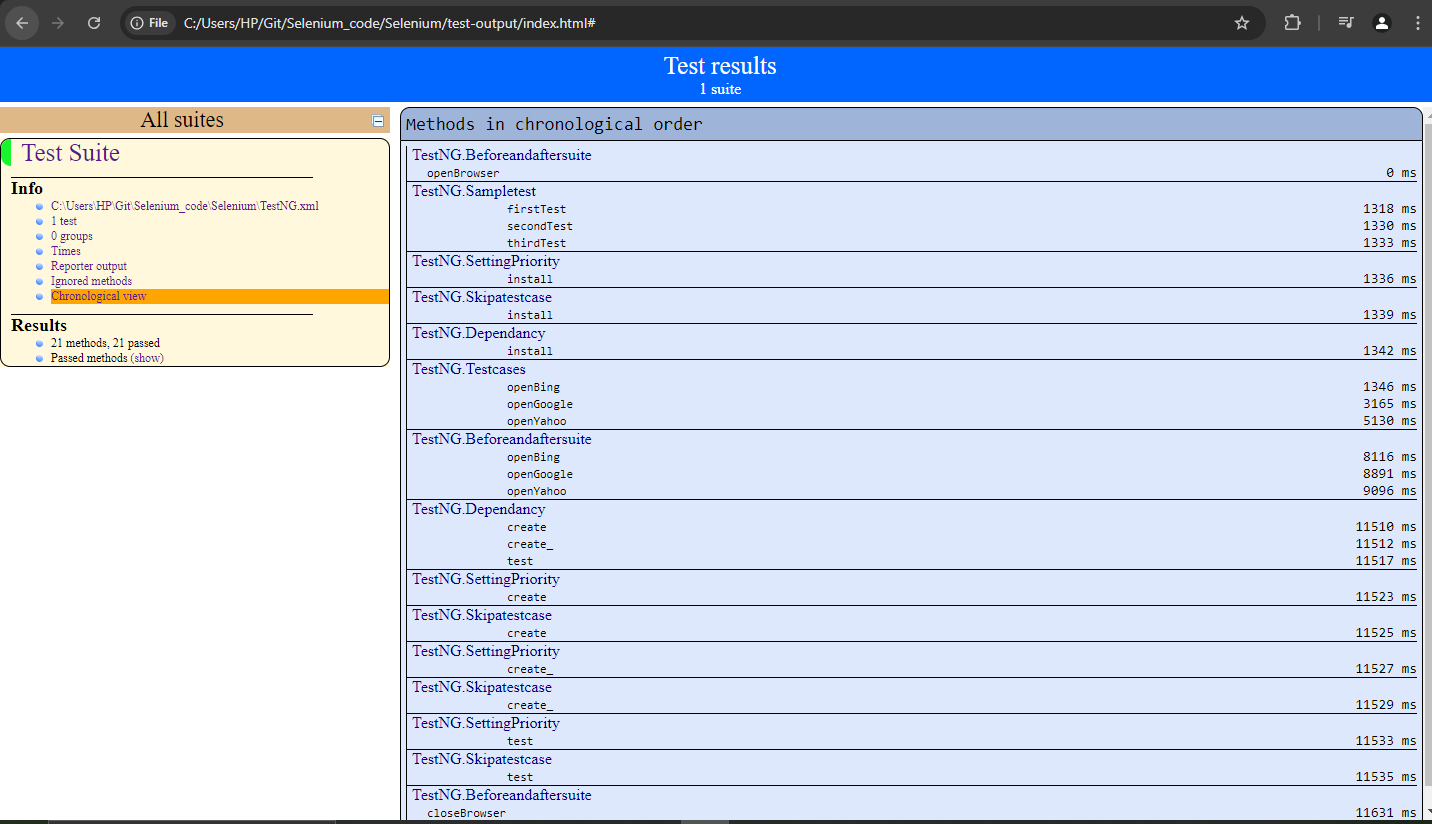 File C:/Users/HP/Git/Selenium_code/Selenium/test-output/index.html#
Test results
1 suite
All suites
Test Suite
Info
C:\Users\HP\Git\Selenium_code\Selenium\TestNG.xml
1 test
0 groups
Times
Reporter output
Ignored methods
Chronological view
Results
21 methods, 21 passed
Passed methods (show)
Methods in chronological order
TestNG.Beforeandaftersuite
openBrowser 0 ms
TestNG.Sampletest
firstTest 1318 ms
secondTest 1330 ms
thirdTest 1333 ms
TestNG.SettingPriority
install 1336 ms
TestNG.Skipatestcase
install 1339 ms
TestNG.Dependancy
install 1342 ms
TestNG.Testcases
openBing 1346 ms
openGoogle 3165 ms
openYahoo 5130 ms
TestNG.Beforeandaftersuite
openBing 8116 ms
openGoogle 8891 ms
openYahoo 9096 ms
TestNG.Dependancy
create 11510 ms
create_ 11512 ms
test 11517 ms
TestNG.SettingPriority
create 11523 ms
TestNG.Skipatestcase
create 11525 ms
TestNG.SettingPriority
create_ 11527 ms
TestNG.Skipatestcase
create_ 11529 ms
TestNG.SettingPriority
test 11533 ms
TestNG.Skipatestcase
test 11535 ms
TestNG.Beforeandaftersuite
closeBrowser 11631 ms